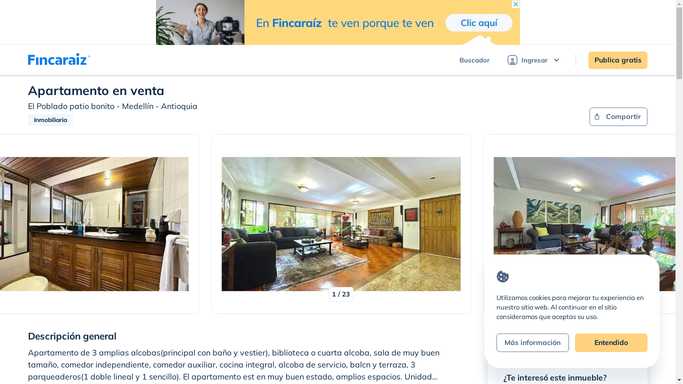 En Fincaraíz te ven porque te ven
Clic aquí
Fincaraiz
Buscador
Ingresar
Publica gratis
Apartamento en venta
El Poblado patio bonito - Medellín - Antioquia
Inmobiliaria
Compartir
1 / 23
Utilizamos cookies para mejorar tu experiencia en
nuestro sitio web. Al continuar en el sitio
consideramos que aceptas su uso.
Más información
Entendido
Descripción general
Apartamento de 3 amplias alcobas(principal con baño y vestier), biblioteca o cuarta alcoba, sala de muy buen
tamaño, comedor independiente, comedor auxiliar, cocina integral, alcoba de servicio, balcn y terraza, 3
parqueaderos(1 doble lineal y 1 sencillo). El apartamento est en muy buen estado, amplios espacios. Unidad...
¿Te interesó este inmueble?